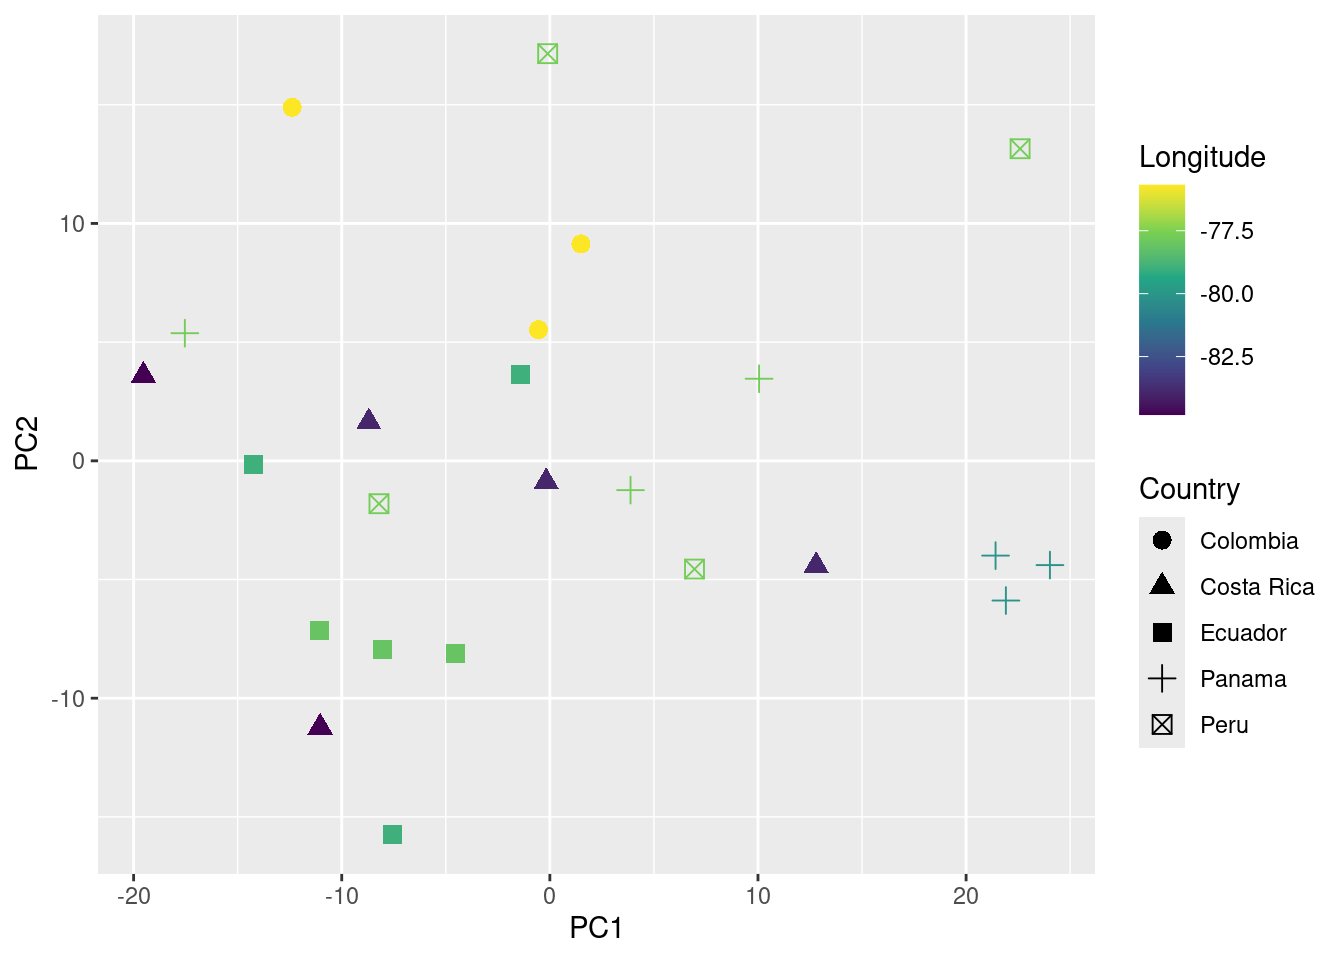 10
0
-10
PC2
-20
-10
0
10
20
PC1
Longitude
-77.5
-80.0
-82.5
Country
Colombia
Costa Rica
Ecuador
Panama
Peru